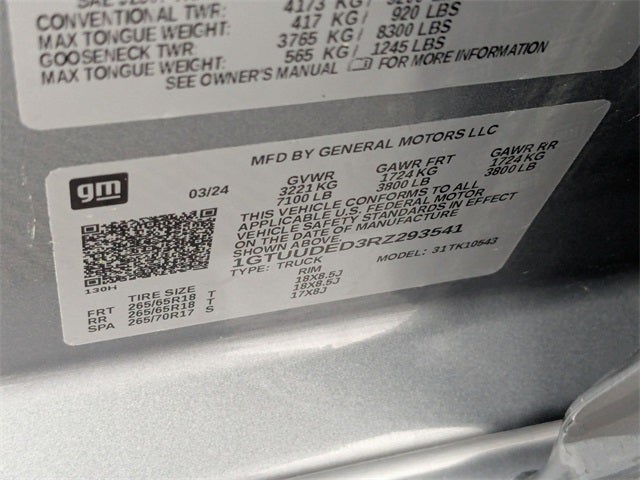 4173 KG /
CONVENTIONAL TWR: 417 KG / 920 LBS
MAX TONGUE WEIGHT: 3765 KG / 8300 LBS
GOOSENECK TWR: 565 KG / 1245 LBS
MAX TONGUE WEIGHT:
SEE OWNER'S MANUAL FOR MORE INFORMATION
MFD BY GENERAL MOTORS LLC
gm
03/24
GVWR GAWR FRT GAWR RR
3221 KG 1724 KG 1724 KG
7100 LB 3800 LB 3800 LB
THIS VEHICLE CONFORMS TO ALL
APPLICABLE U.S. FEDERAL MOTOR
VEHICLE SAFETY STANDARDS IN EFFECT
ON THE DATE OF MANUFACTURE
SHOWN ABOVE.
1GTUUDED3RZ293541
TYPE: TRUCK MODEL: 31TK10543
130H
TIRE SIZE RIM
FRT 265/65R18 T 18X8.5J
RR 265/65R18 T 18X8.5J
SPA 265/70R17 S 17X8J